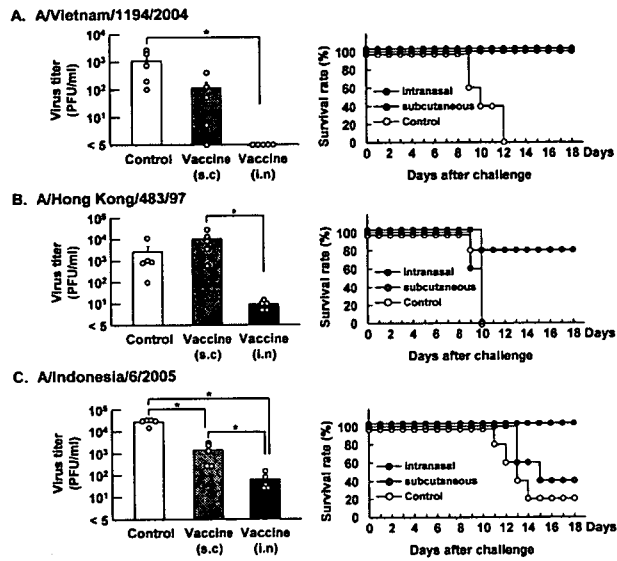 A. A/Vietnam/1194/2004
Virus titer
(PFU/ml)
10⁴
10³
10²
10¹
< 5
*
Control
Vaccine
(s.c)
Vaccine
(i.n)
Survival rate (%)
100
80
60
40
20
0
intranasal
subcutaneous
Control
0 2 4 6 8 10 12 14 16 18 Days
Days after challenge
B. A/Hong Kong/483/97
Virus titer
(PFU/ml)
10⁵
10⁴
10³
10²
10¹
< 5
*
Control
Vaccine
(s.c)
Vaccine
(i.n)
Survival rate (%)
100
80
60
40
20
0
intranasal
subcutaneous
Control
0 2 4 6 8 10 12 14 16 18 Days
Days after challenge
C. A/Indonesia/6/2005
Virus titer
(PFU/ml)
10⁵
10⁴
10³
10²
10¹
< 5
*
*
*
Control
Vaccine
(s.c)
Vaccine
(i.n)
Survival rate (%)
100
80
60
40
20
0
intranasal
subcutaneous
Control
0 2 4 6 8 10 12 14 16 18 Days
Days after challenge